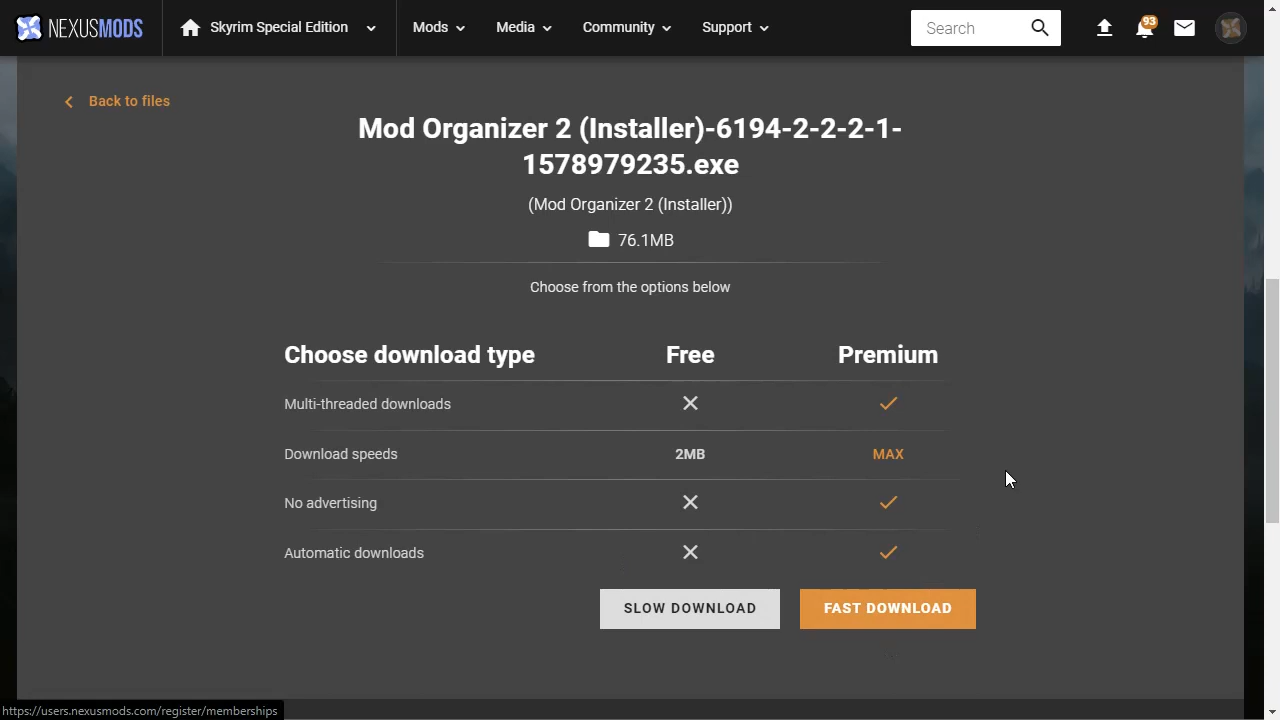 NEXUSMODS
Skyrim Special Edition
Mods
Media
Community
Support
Search
93
Back to files
Mod Organizer 2 (Installer)-6194-2-2-2-1-
1578979235.exe
(Mod Organizer 2 (Installer))
76.1MB
Choose from the options below
Choose download type Free Premium
Multi-threaded downloads
Download speeds 2MB MAX
No advertising
Automatic downloads
SLOW DOWNLOAD FAST DOWNLOAD
https://users.nexusmods.com/register/memberships